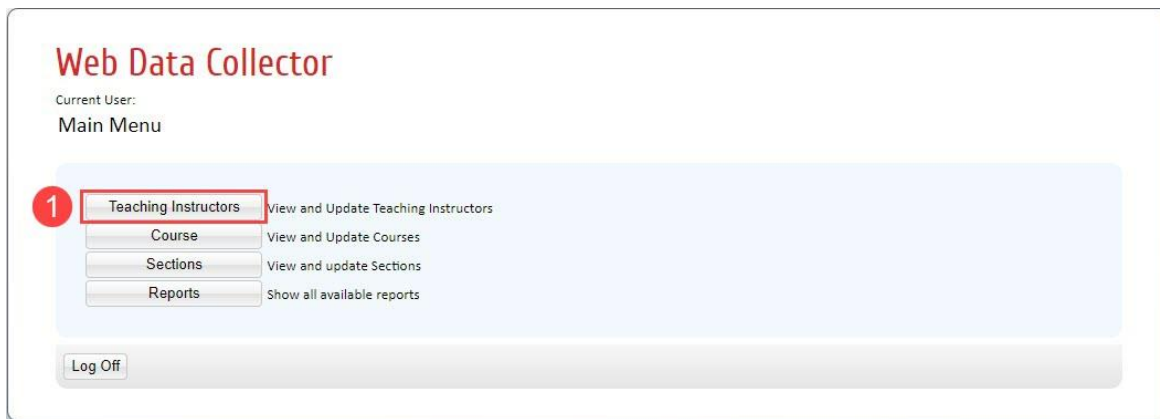 Web Data Collector
Current User:
Main Menu
1 Teaching Instructors View and Update Teaching Instructors
Course View and Update Courses
Sections View and update Sections
Reports Show all available reports
Log Off